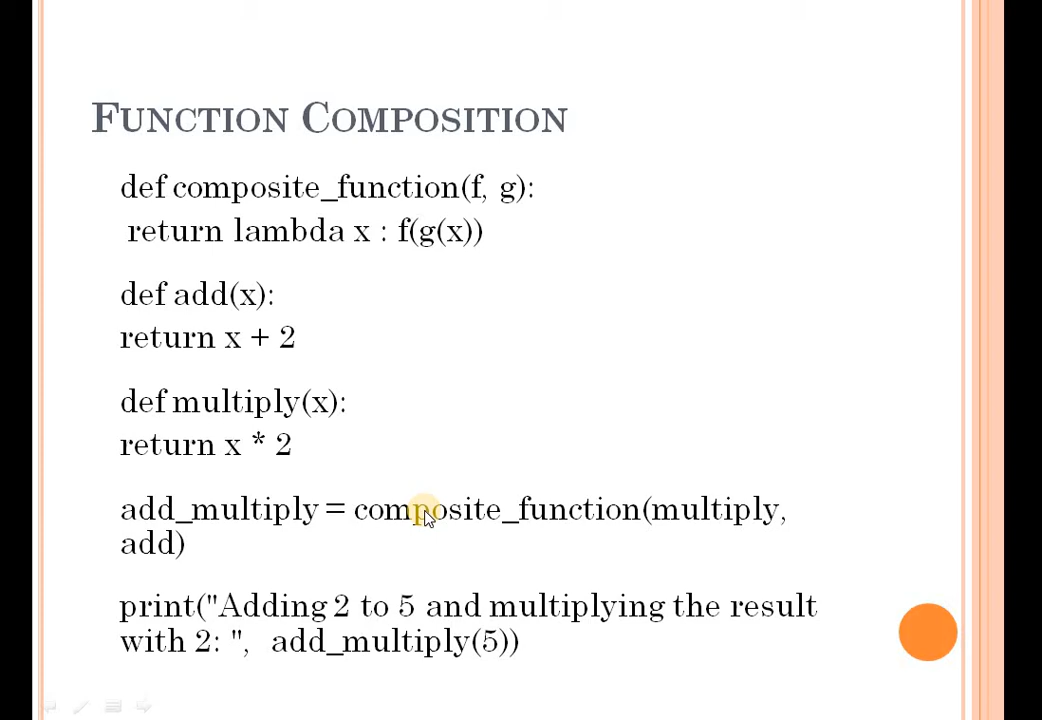 FUNCTION COMPOSITION
def composite_function(f, g):
return lambda x : f(g(x))
def add(x):
return x + 2
def multiply(x):
return x * 2
add_multiply = composite_function(multiply,
add)
print("Adding 2 to 5 and multiplying the result
with 2: ", add_multiply(5))